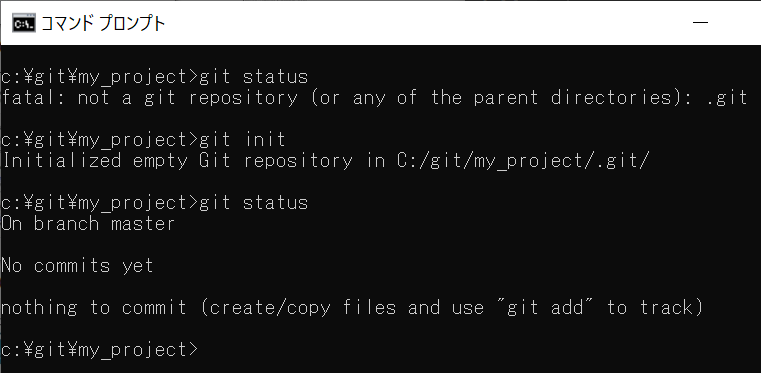 コマンド プロンプト
c:¥git¥my_project>git status
fatal: not a git repository (or any of the parent directories): .git
c:¥git¥my_project>git init
Initialized empty Git repository in C:/git/my_project/.git/
c:¥git¥my_project>git status
On branch master
No commits yet
nothing to commit (create/copy files and use "git add" to track)
c:¥git¥my_project>